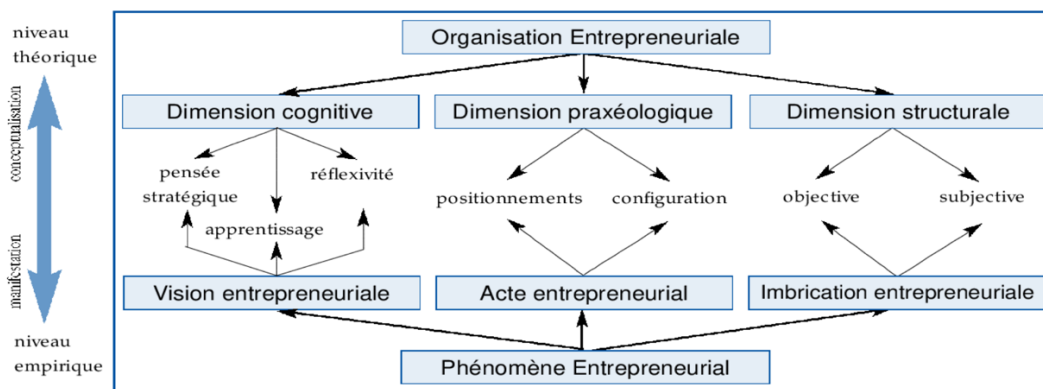 niveau
théorique
conceptualisation
manifestation
niveau
empirique
Organisation Entrepreneuriale
Dimension cognitive
Dimension praxéologique
Dimension structurale
pensée
stratégique
réflexivité
apprentissage
positionnements
configuration
objective
subjective
Vision entrepreneuriale
Acte entrepreneurial
Imbrication entrepreneuriale
Phénomène Entrepreneurial